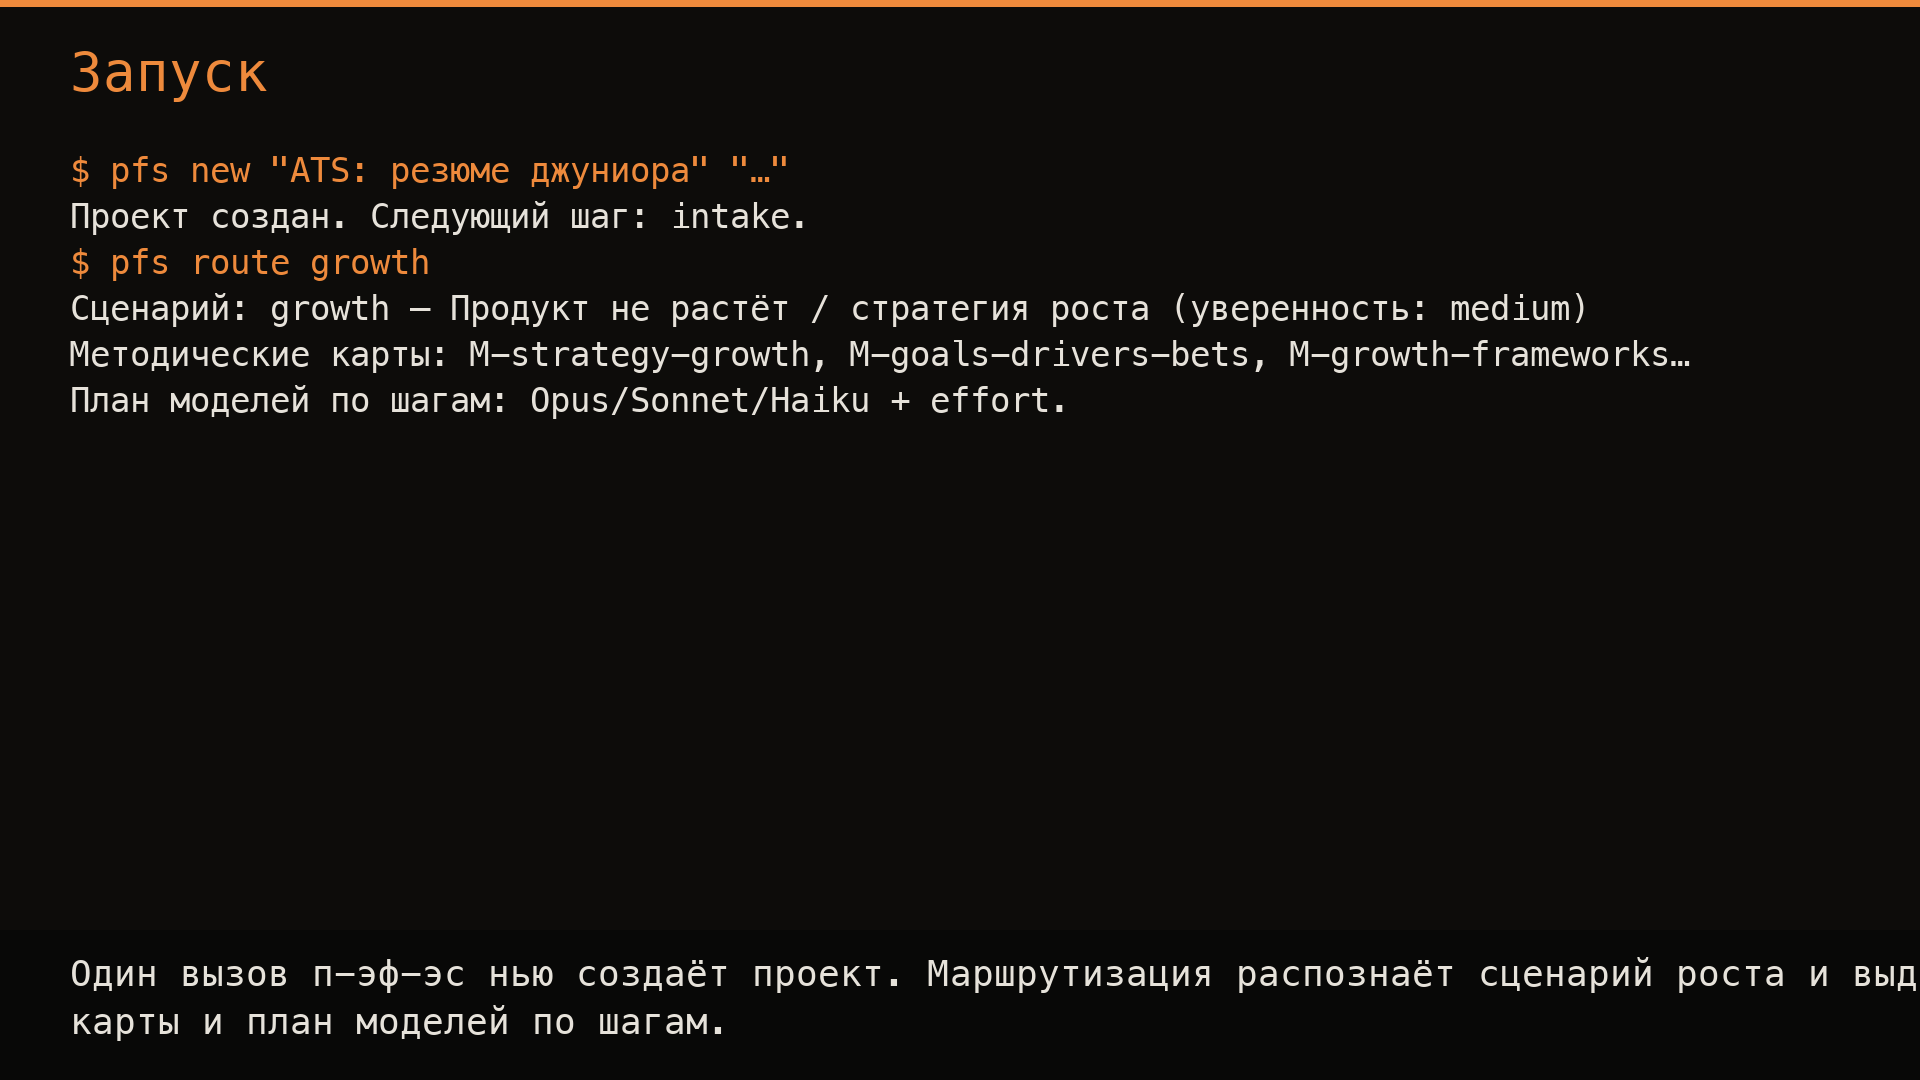 Запуск
$ pfs new "ATS: резюме джуниора" "…"
Проект создан. Следующий шаг: intake.
$ pfs route growth
Сценарий: growth — Продукт не растёт / стратегия роста (уверенность: medium)
Методические карты: M-strategy-growth, M-goals-drivers-bets, M-growth-frameworks…
План моделей по шагам: Opus/Sonnet/Haiku + effort.
Один вызов п-эф-эс нью создаёт проект. Маршрутизация распознаёт сценарий роста и
карты и план моделей по шагам.